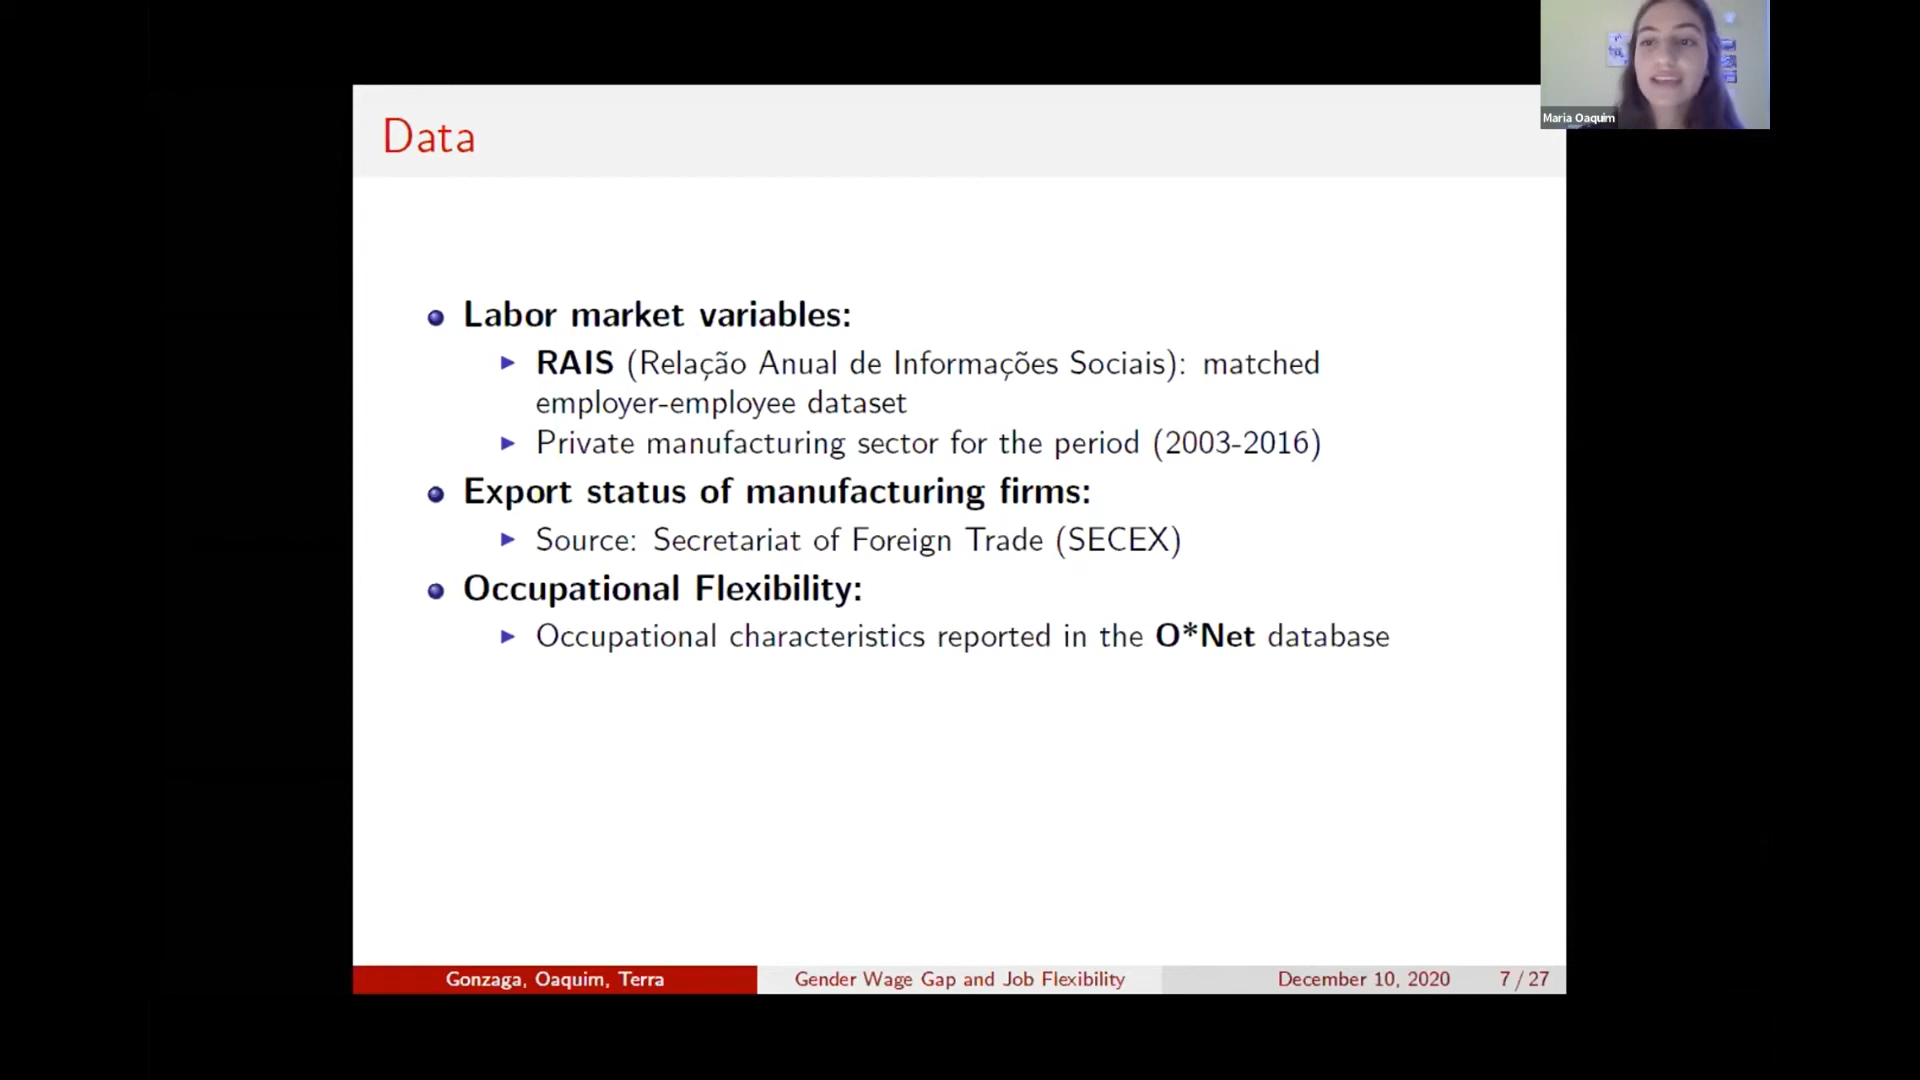 Maria Oaquim
Data
Labor market variables:
RAIS (Relação Anual de Informações Sociais): matched
employer-employee dataset
Private manufacturing sector for the period (2003-2016)
Export status of manufacturing firms:
Source: Secretariat of Foreign Trade (SECEX)
Occupational Flexibility:
Occupational characteristics reported in the O*Net database
Gonzaga, Oaquim, Terra
Gender Wage Gap and Job Flexibility
December 10, 2020 7 / 27